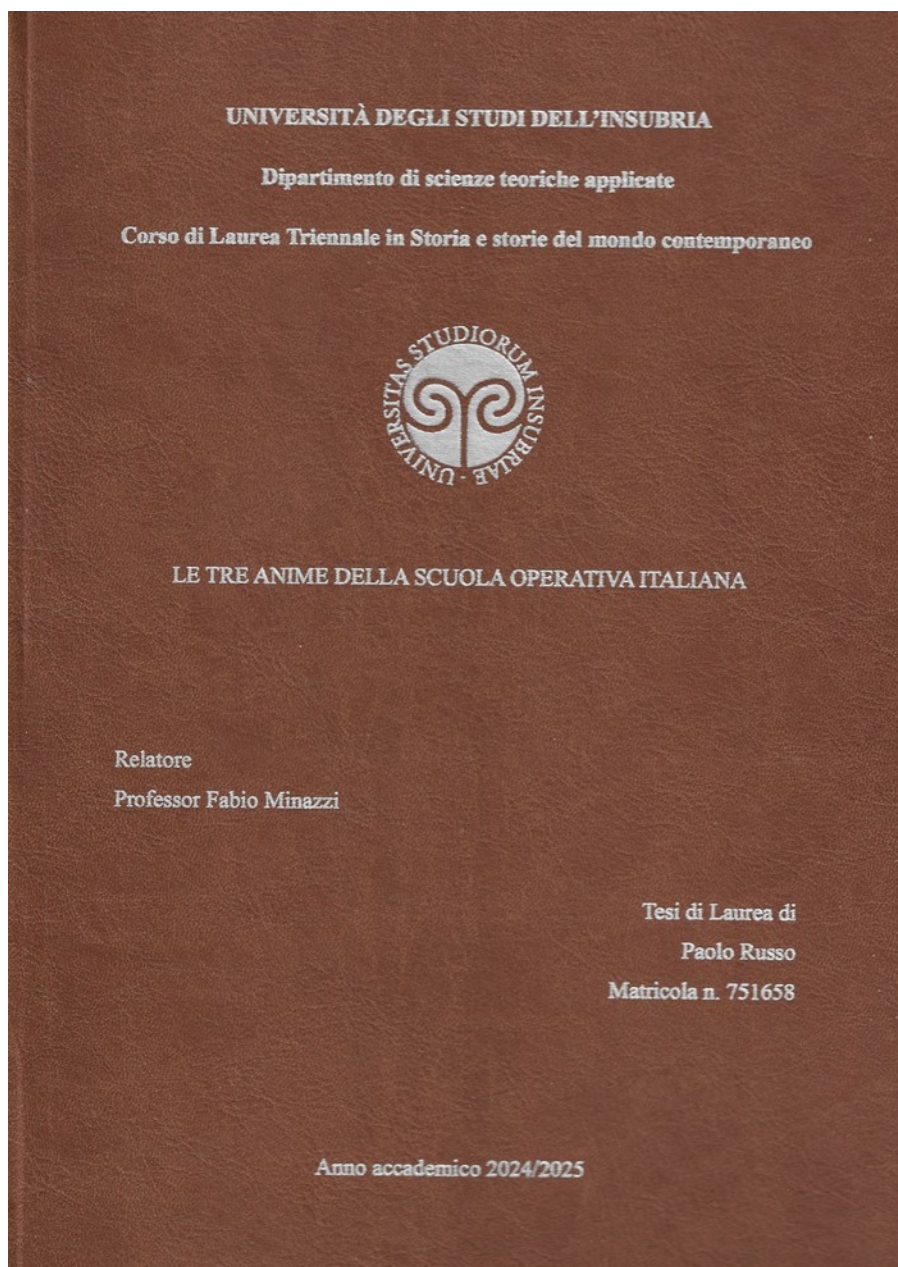 UNIVERSITÀ DEGLI STUDI DELL'INSUBRIA
Dipartimento di scienze teoriche applicate
Corso di Laurea Triennale in Storia e storie del mondo contemporaneo
UNIVERSITAS STUDIORUM INSUBRIAE -
LE TRE ANIME DELLA SCUOLA OPERATIVA ITALIANA
Relatore
Professor Fabio Minazzi
Tesi di Laurea di
Paolo Russo
Matricola n. 751658
Anno accademico 2024/2025